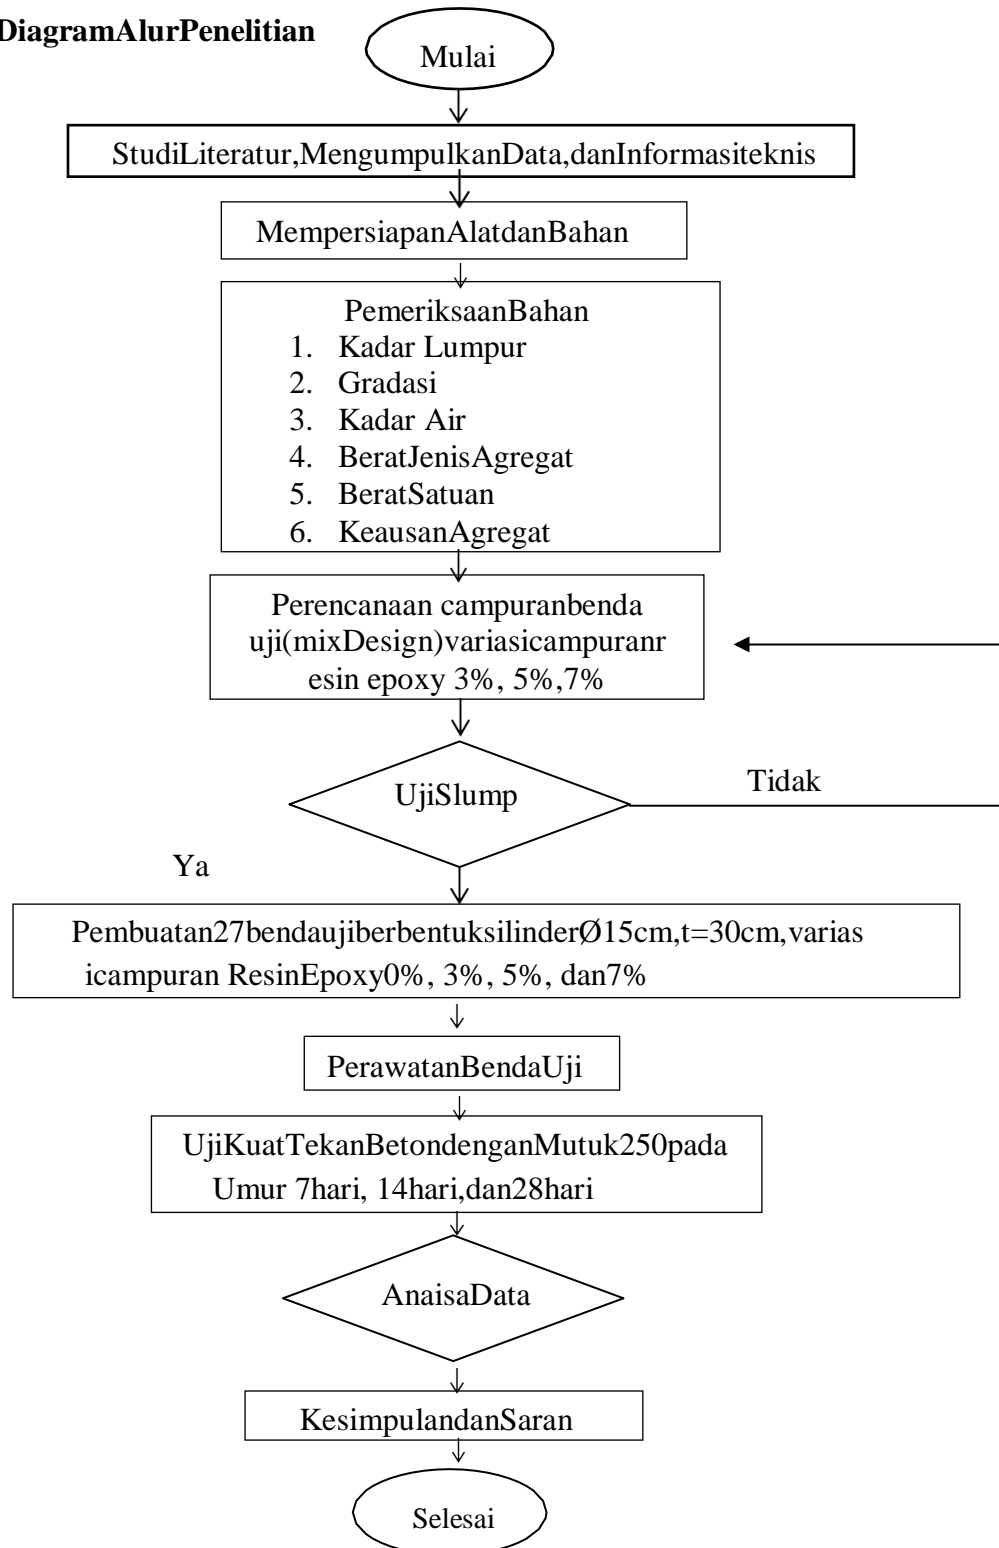 DiagramAlurPenelitian
Mulai
StudiLiteratur,MengumpulkanData,danInformasiteknis
MempersiapanAlatdanBahan
PemeriksaanBahan
1. Kadar Lumpur
2. Gradasi
3. Kadar Air
4. BeratJenisAgregat
5. BeratSatuan
6. KeausanAgregat
Perencanaan campuranbenda
uji(mixDesign)variasicampuranr
esin epoxy 3%, 5%,7%
UjiSlump
Tidak
Ya
Pembuatan27bendaujiberbentuksilinderØ15cm,t=30cm,varias
icampuran ResinEpoxy0%, 3%, 5%, dan7%
PerawatanBendaUji
UjiKuatTekanBetondenganMutuk250pada
Umur 7hari, 14hari,dan28hari
AnaisaData
KesimpulandanSaran
Selesai